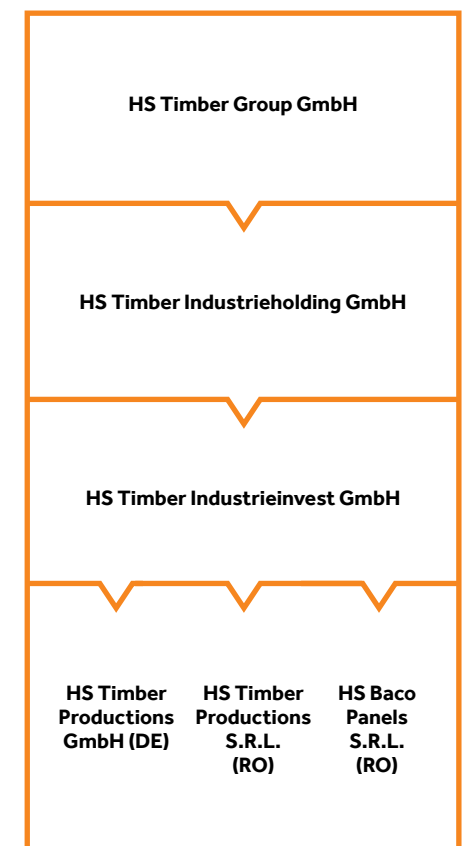 HS Timber Group GmbH
HS Timber Industrieholding GmbH
HS Timber Industrieinvest GmbH
HS Timber
Productions
GmbH (DE)
HS Timber
Productions
S.R.L.
(RO)
HS Baco
Panels
S.R.L.
(RO)